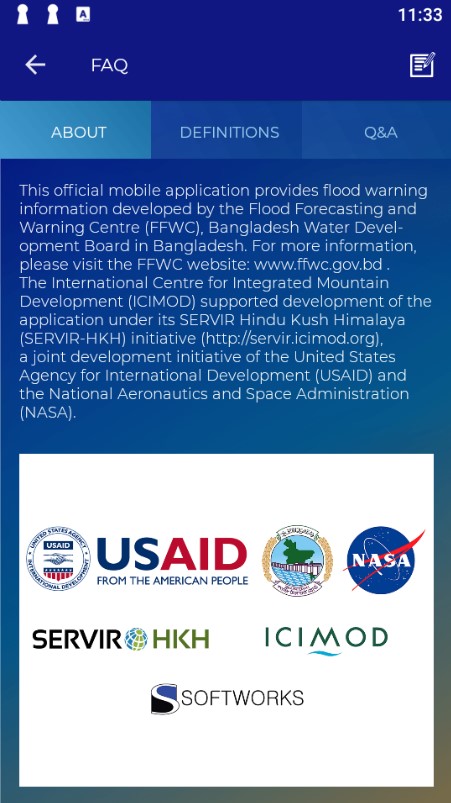 11:33
FAQ
ABOUT
DEFINITIONS
Q&A
This official mobile application provides flood warning
information developed by the Flood Forecasting and
Warning Centre (FFWC), Bangladesh Water Devel-
opment Board in Bangladesh. For more information,
please visit the FFWC website: www.ffwc.gov.bd .
The International Centre for Integrated Mountain
Development (ICIMOD) supported development of the
application under its SERVIR Hindu Kush Himalaya
(SERVIR-HKH) initiative (http://servir.icimod.org),
a joint development initiative of the United States
Agency for International Development (USAID) and
the National Aeronautics and Space Administration
(NASA).
UNITED STATES AGENCY
USAID
INTERNATIONAL DEVELOPMENT
USAID
FROM THE AMERICAN PEOPLE
NASA
SERVIR HKH
ICIMOD
S SOFTWORKS